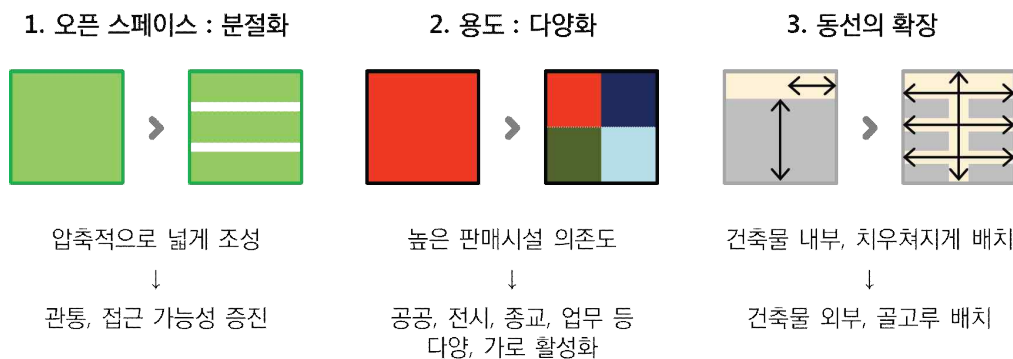 1. 오픈 스페이스 : 분절화
압축적으로 넓게 조성
↓
관통, 접근 가능성 증진
2. 용도 : 다양화
높은 판매시설 의존도
↓
공공, 전시, 종교, 업무 등
다양, 가로 활성화
3. 동선의 확장
건축물 내부, 치우쳐지게 배치
↓
건축물 외부, 골고루 배치